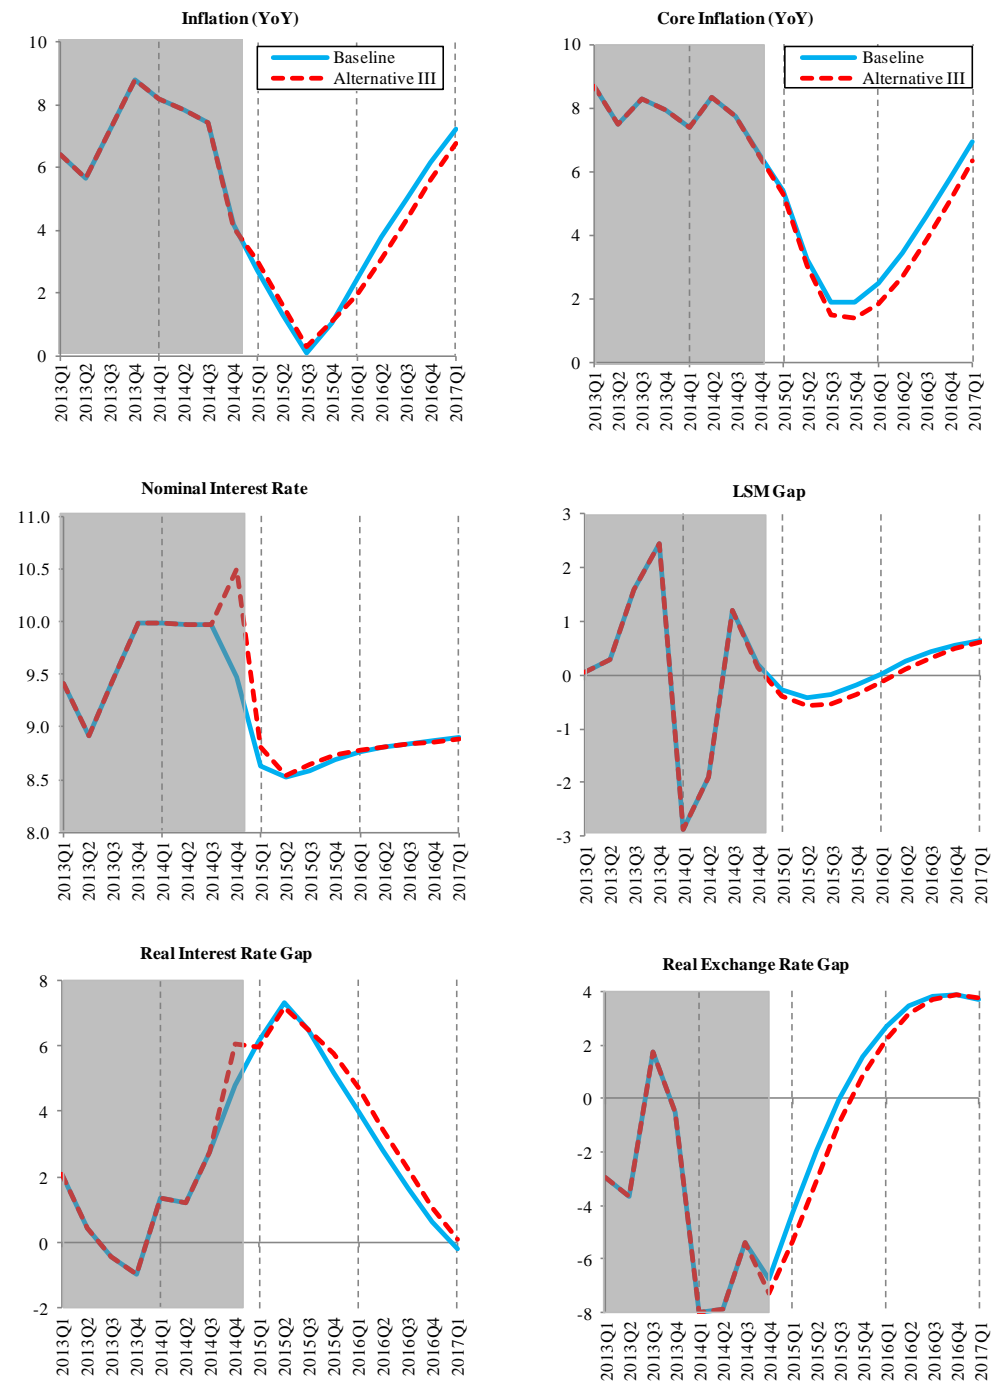 Inflation (YoY)
10
8
6
4
2
0
Baseline
Alternative III
2013Q1
2013Q2
2013Q3
2013Q4
2014Q1
2014Q2
2014Q3
2014Q4
2015Q1
2015Q2
2015Q3
2015Q4
2016Q1
2016Q2
2016Q3
2016Q4
2017Q1
Core Inflation (YoY)
10
8
6
4
2
0
Baseline
Alternative III
2013Q1
2013Q2
2013Q3
2013Q4
2014Q1
2014Q2
2014Q3
2014Q4
2015Q1
2015Q2
2015Q3
2015Q4
2016Q1
2016Q2
2016Q3
2016Q4
2017Q1
Nominal Interest Rate
11.0
10.5
10.0
9.5
9.0
8.5
8.0
2013Q1
2013Q2
2013Q3
2013Q4
2014Q1
2014Q2
2014Q3
2014Q4
2015Q1
2015Q2
2015Q3
2015Q4
2016Q1
2016Q2
2016Q3
2016Q4
2017Q1
LSM Gap
3
2
1
0
-1
-2
-3
2013Q1
2013Q2
2013Q3
2013Q4
2014Q1
2014Q2
2014Q3
2014Q4
2015Q1
2015Q2
2015Q3
2015Q4
2016Q1
2016Q2
2016Q3
2016Q4
2017Q1
Real Interest Rate Gap
8
6
4
2
0
-2
2013Q1
2013Q2
2013Q3
2013Q4
2014Q1
2014Q2
2014Q3
2014Q4
2015Q1
2015Q2
2015Q3
2015Q4
2016Q1
2016Q2
2016Q3
2016Q4
2017Q1
Real Exchange Rate Gap
4
2
0
-2
-4
-6
-8
2013Q1
2013Q2
2013Q3
2013Q4
2014Q1
2014Q2
2014Q3
2014Q4
2015Q1
2015Q2
2015Q3
2015Q4
2016Q1
2016Q2
2016Q3
2016Q4
2017Q1